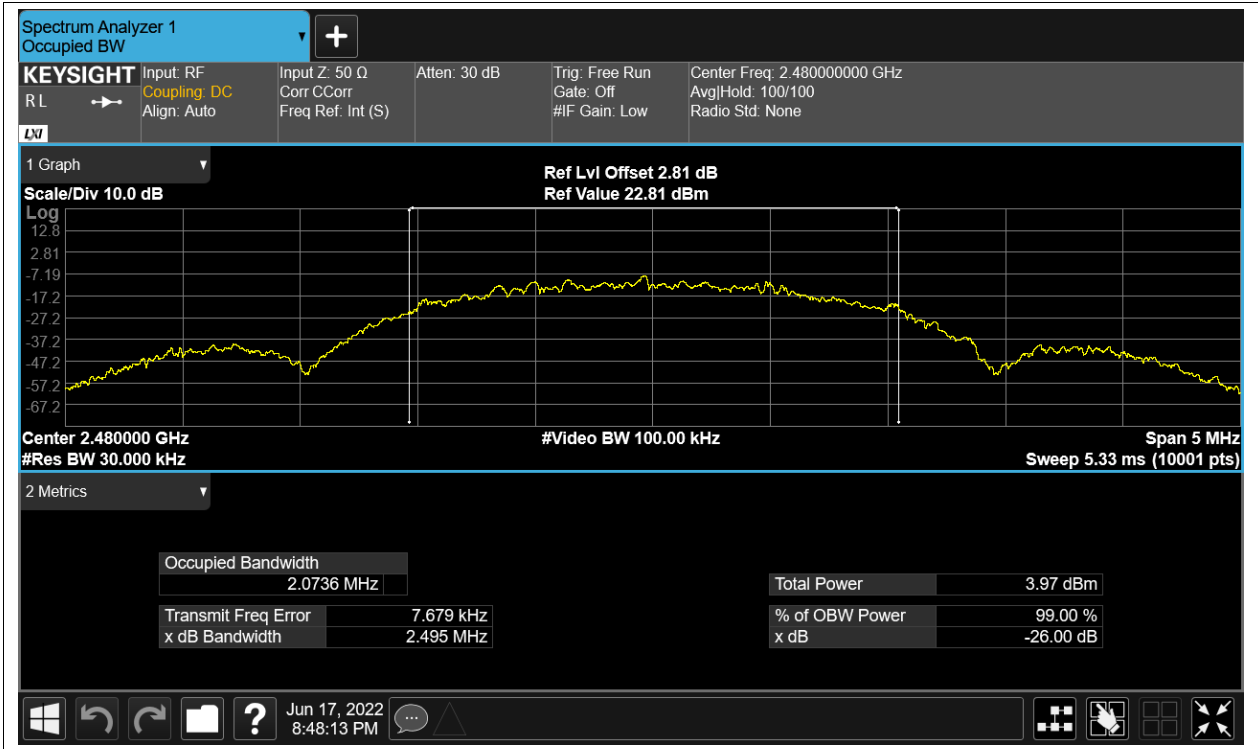 Spectrum Analyzer 1
Occupied BW
▼
+
KEYSIGHT
R L
LXI
Input: RF
Coupling: DC
Align: Auto
Input Z: 50 Ω
Corr CCorr
Freq Ref: Int (S)
Atten: 30 dB
Trig: Free Run
Gate: Off
#IF Gain: Low
Center Freq: 2.480000000 GHz
Avg|Hold: 100/100
Radio Std: None
1 Graph
Scale/Div 10.0 dB
Ref Lvl Offset 2.81 dB
Ref Value 22.81 dBm
Log
12.8
2.81
-7.19
-17.2
-27.2
-37.2
-47.2
-57.2
-67.2
Center 2.480000 GHz
#Res BW 30.000 kHz
#Video BW 100.00 kHz
Span 5 MHz
Sweep 5.33 ms (10001 pts)
2 Metrics
Occupied Bandwidth
2.0736 MHz
Transmit Freq Error 7.679 kHz
x dB Bandwidth 2.495 MHz
Total Power 3.97 dBm
% of OBW Power 99.00 %
x dB -26.00 dB
?
Jun 17, 2022
8:48:13 PM